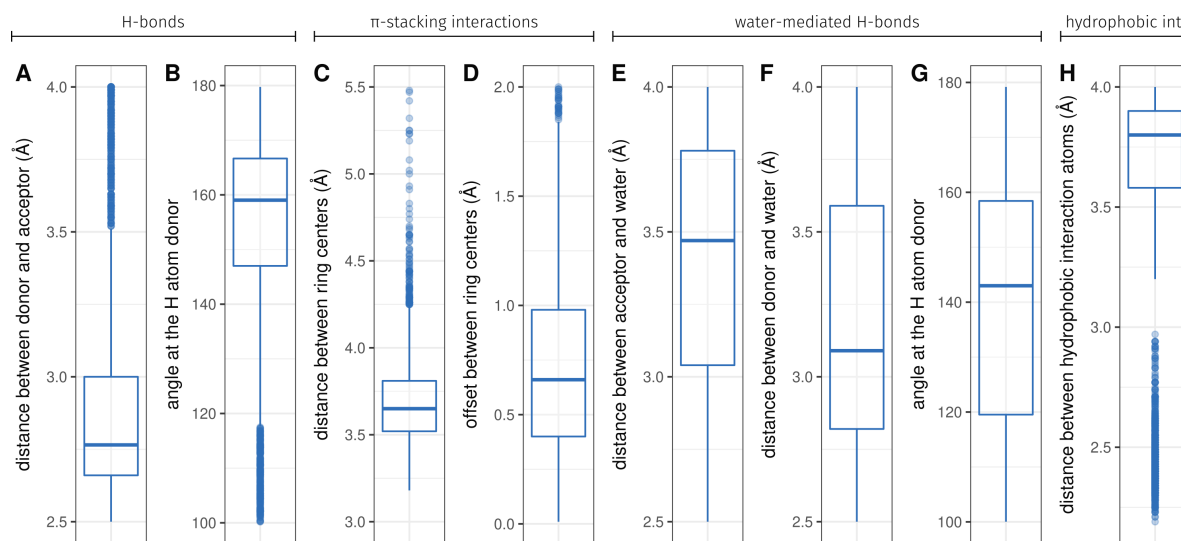 H-bonds
π-stacking interactions
water-mediated H-bonds
hydrophobic int
A
distance between donor and acceptor (Å)
4.0
3.5
3.0
2.5
B
angle at the H atom donor
180
160
140
120
100
C
distance between ring centers (Å)
5.5
5.0
4.5
4.0
3.5
3.0
D
offset between ring centers (Å)
2.0
1.5
1.0
0.5
0.0
E
distance between acceptor and water (Å)
4.0
3.5
3.0
2.5
F
distance between donor and water (Å)
4.0
3.5
3.0
2.5
G
angle at the H atom donor
180
160
140
120
100
H
distance between hydrophobic interaction atoms (Å)
4.0
3.5
3.0
2.5